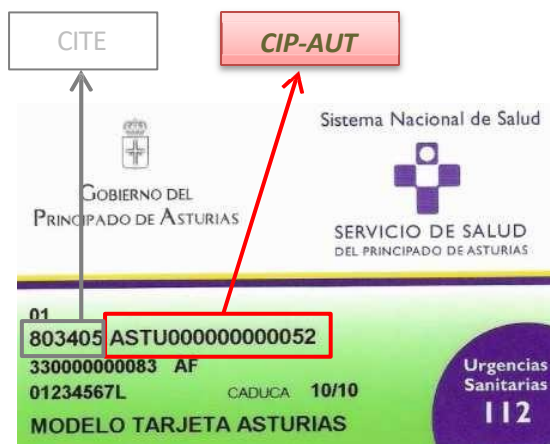 CITE
CIP-AUT
Sistema Nacional de Salud
GOBIERNO DEL
PRINCIPADO DE ASTURIAS
SERVICIO DE SALUD
DEL PRINCIPADO DE ASTURIAS
01
803405 ASTU000000000052
330000000083 AF
01234567L CADUCA 10/10
MODELO TARJETA ASTURIAS
Urgencias
Sanitarias
112